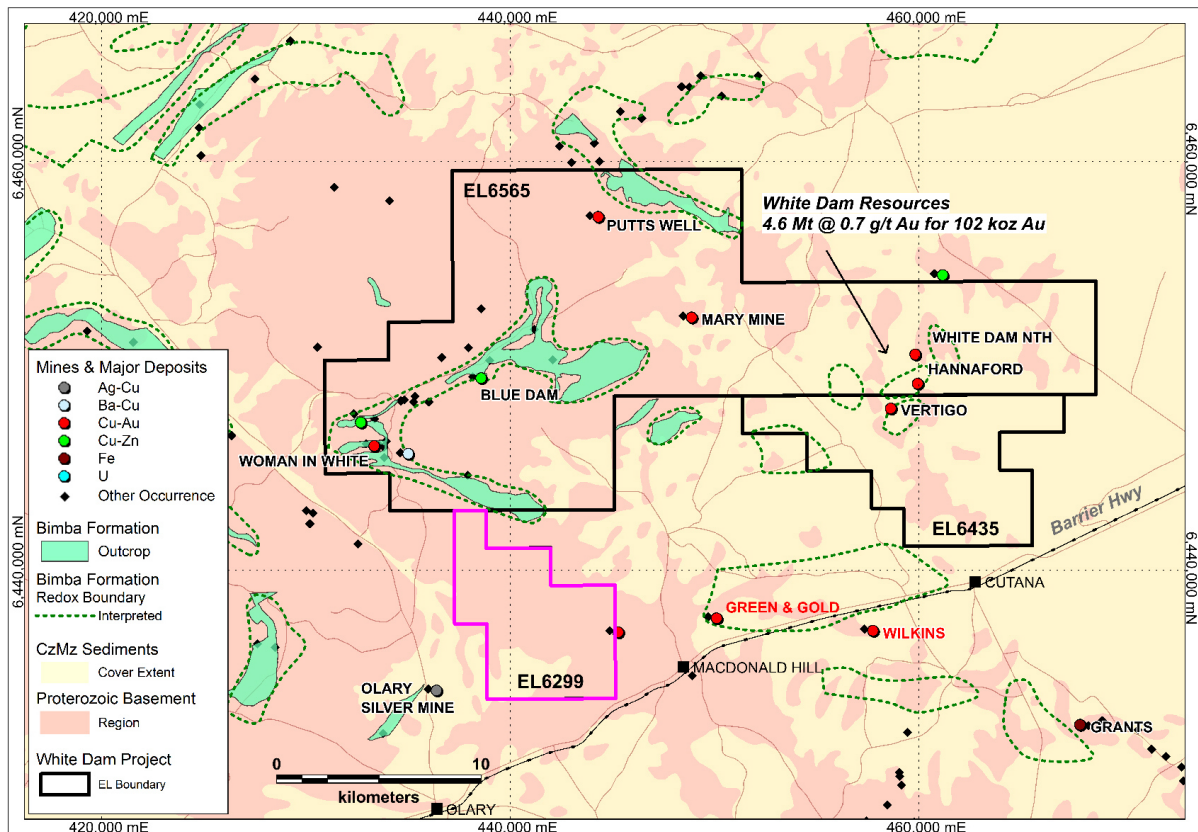 420,000 mE
440,000 mE
460,000 mE
6,460,000 mN
6,460,000 mN
EL6565
White Dam Resources
4.6 Mt @ 0.7 g/t Au for 102 koz Au
PUTTS WELL
MARY MINE
WHITE DAM NTH
HANNAFORD
BLUE DAM
VERTIGO
WOMAN IN WHITE
EL6435
Barrier Hwy
6,440,000 mN
6,440,000 mN
CUTANA
GREEN & GOLD
WILKINS
MACDONALD HILL
EL6299
OLARY
SILVER MINE
GRANTS
0
10
kilometers
OLARY
Mines & Major Deposits
Ag-Cu
Ba-Cu
Cu-Au
Cu-Zn
Fe
U
Other Occurrence
Bimba Formation
Outcrop
Bimba Formation
Redox Boundary
Interpreted
CzMz Sediments
Cover Extent
Proterozoic Basement
Region
White Dam Project
EL Boundary
420,000 mE
440,000 mE
460,000 mE